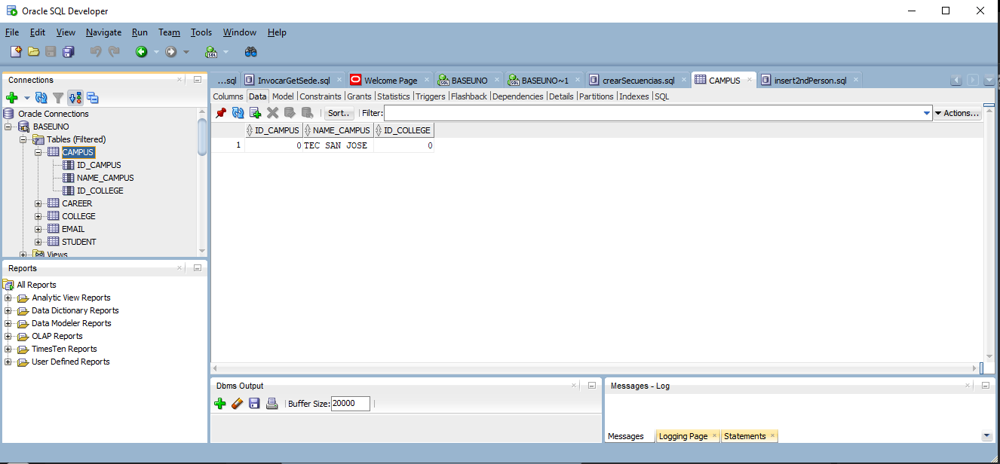 Oracle SQL Developer
File Edit View Navigate Run Team Tools Window Help
Connections
Oracle Connections
BASEUNO
Tables (Filtered)
CAMPUS
ID_CAMPUS
NAME_CAMPUS
ID_COLLEGE
CAREER
COLLEGE
EMAIL
STUDENT
Views
Reports
All Reports
Analytic View Reports
Data Dictionary Reports
Data Modeler Reports
OLAP Reports
TimesTen Reports
User Defined Reports
...sql InvocarGetSede.sql Welcome Page BASEUNO BASEUNO~1 crearSecuencias.sql CAMPUS insert2ndPerson.sql
Columns Data Model Constraints Grants Statistics Triggers Flashback Dependencies Details Partitions Indexes SQL
Sort.. Filter: Actions...
ID_CAMPUS NAME_CAMPUS ID_COLLEGE
1 0 TEC SAN JOSE 0
Dbms Output
Buffer Size: 20000
Messages - Log
Messages Logging Page Statements